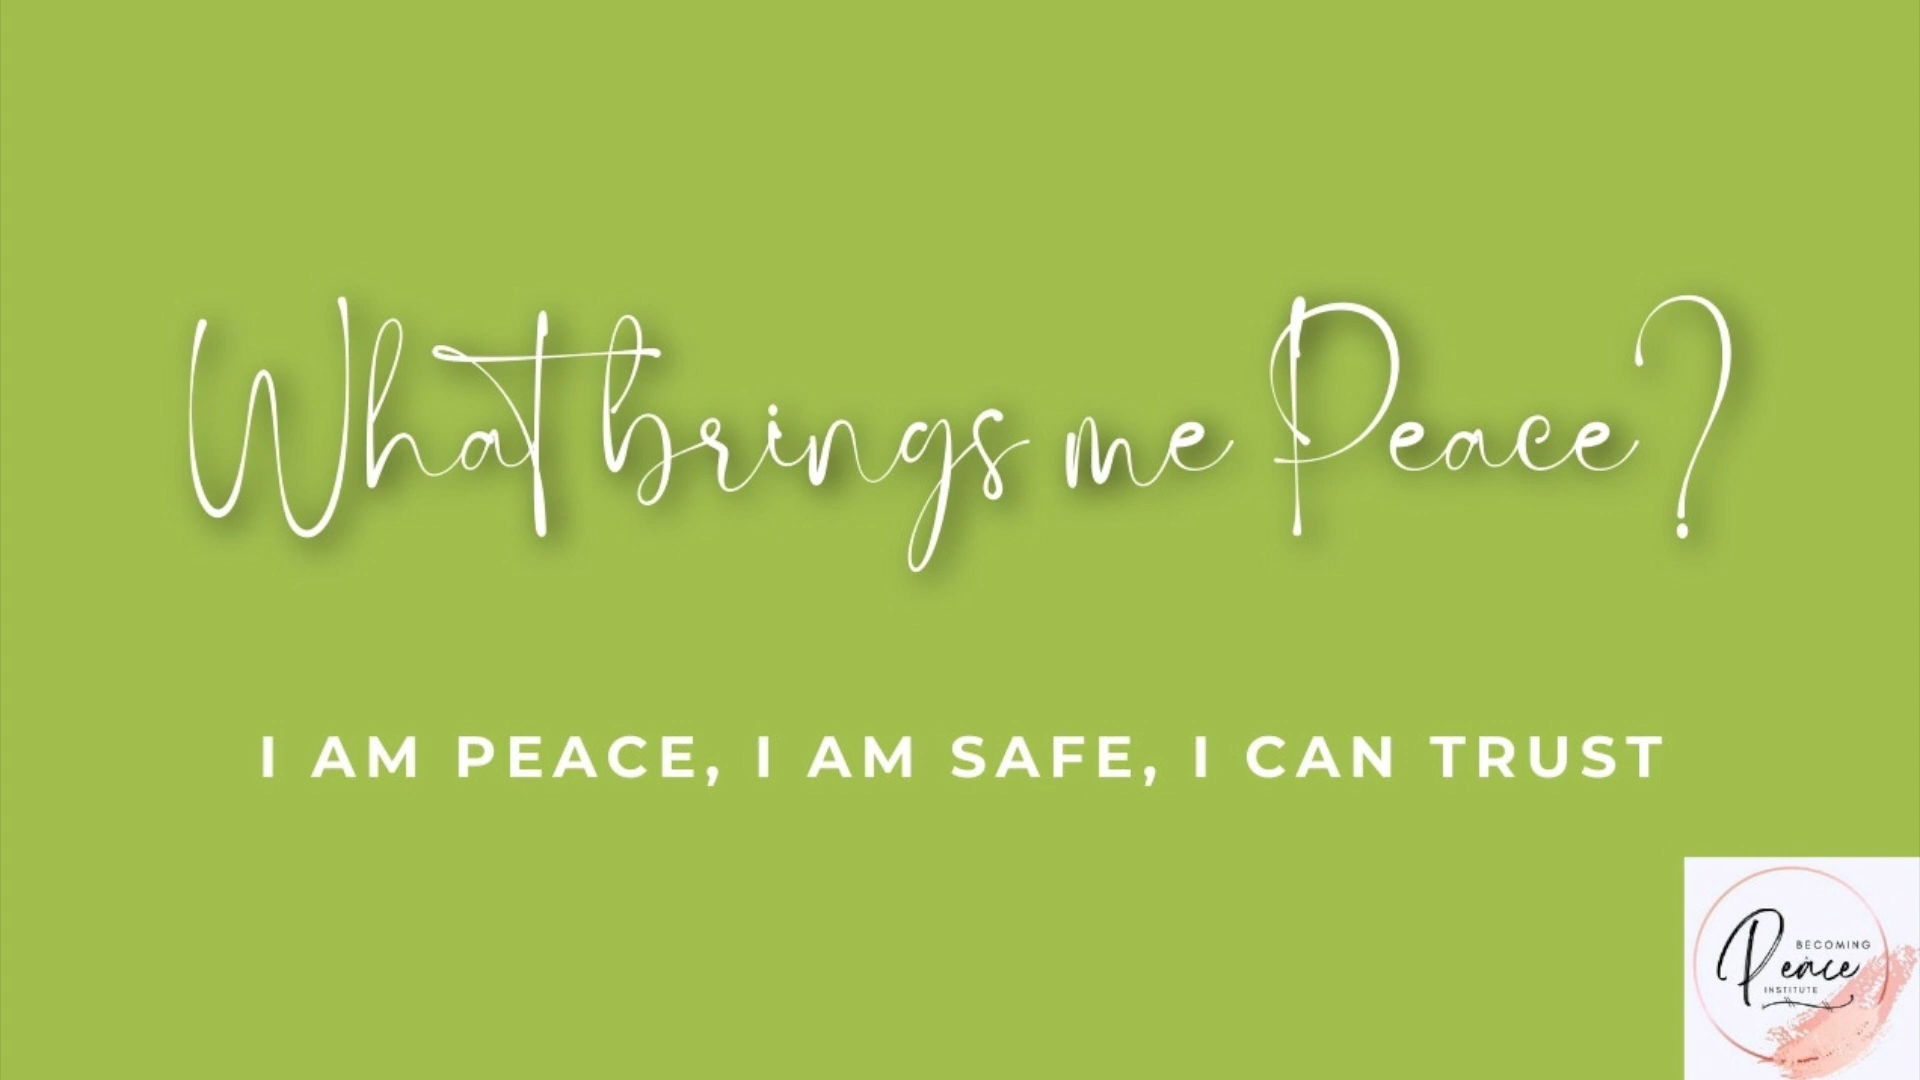 What brings me Peace?
I AM PEACE, I AM SAFE, I CAN TRUST
BECOMING
Peace
INSTITUTE